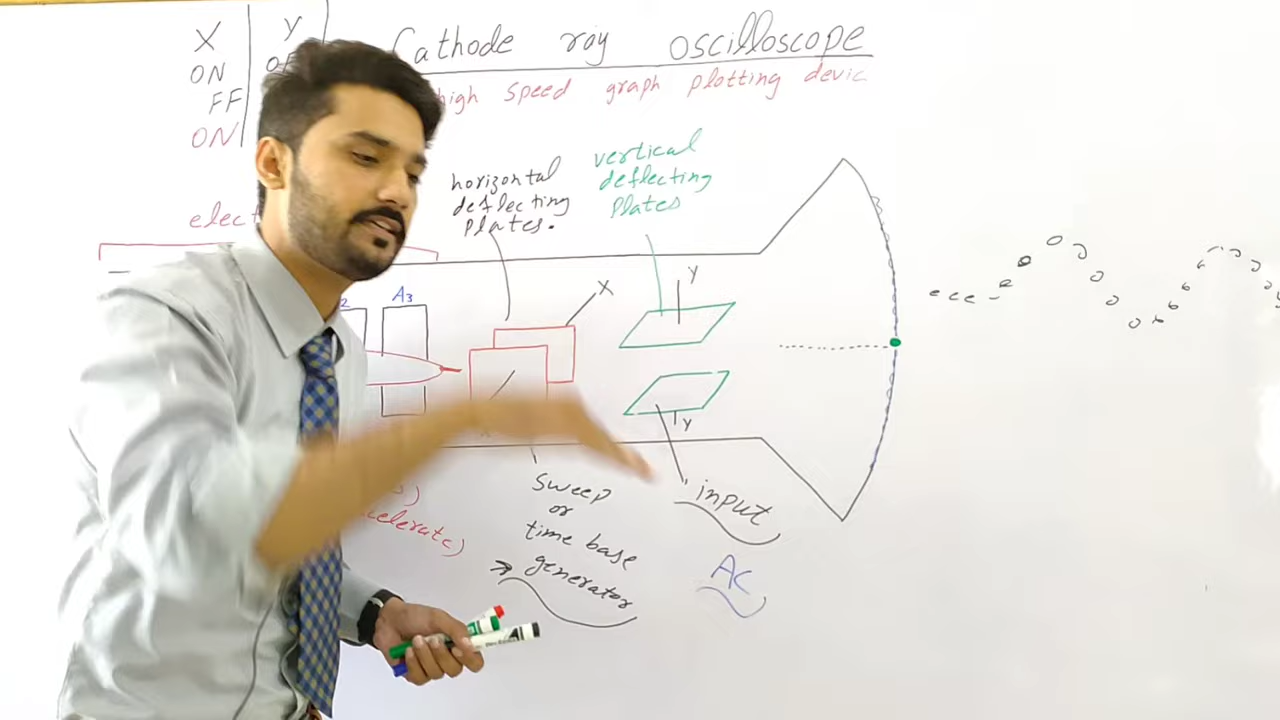 X Y
ON
FF
ON
Cathode ray oscilloscope
high speed graph plotting devic
horizontal
deflecting
plates.
vertical
deflecting
Plates
elect
A3
X
Y
Y
Sweep
or
time base
generator
input
AC